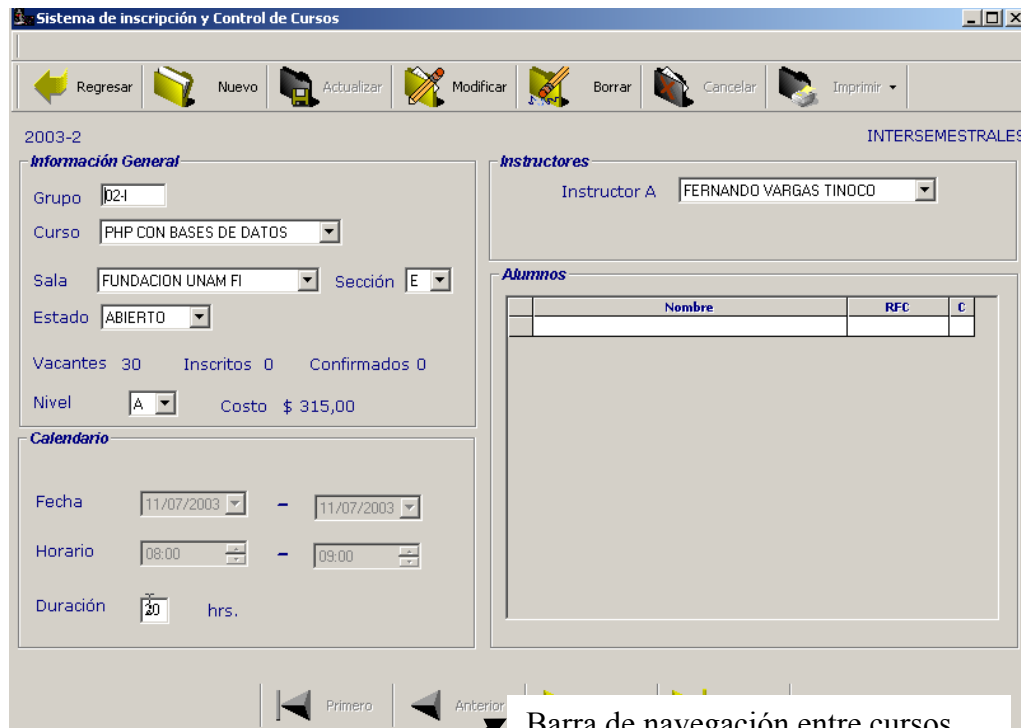 Sistema de inscripción y Control de Cursos
Regresar Nuevo Actualizar Modificar Borrar Cancelar Imprimir
2003-2 INTERSEMESTRALES
Información General
Grupo 02-I
Curso PHP CON BASES DE DATOS
Sala FUNDACION UNAM FI Sección E
Estado ABIERTO
Vacantes 30 Inscritos 0 Confirmados 0
Nivel A Costo $ 315,00
Calendario
Fecha 11/07/2003 - 11/07/2003
Horario 08:00 - 09:00
Duración 20 hrs.
Instructores
Instructor A FERNANDO VARGAS TINOCO
Alumnos
Nombre RFC C
Primero Anterior
Barra de navegación entre cursos